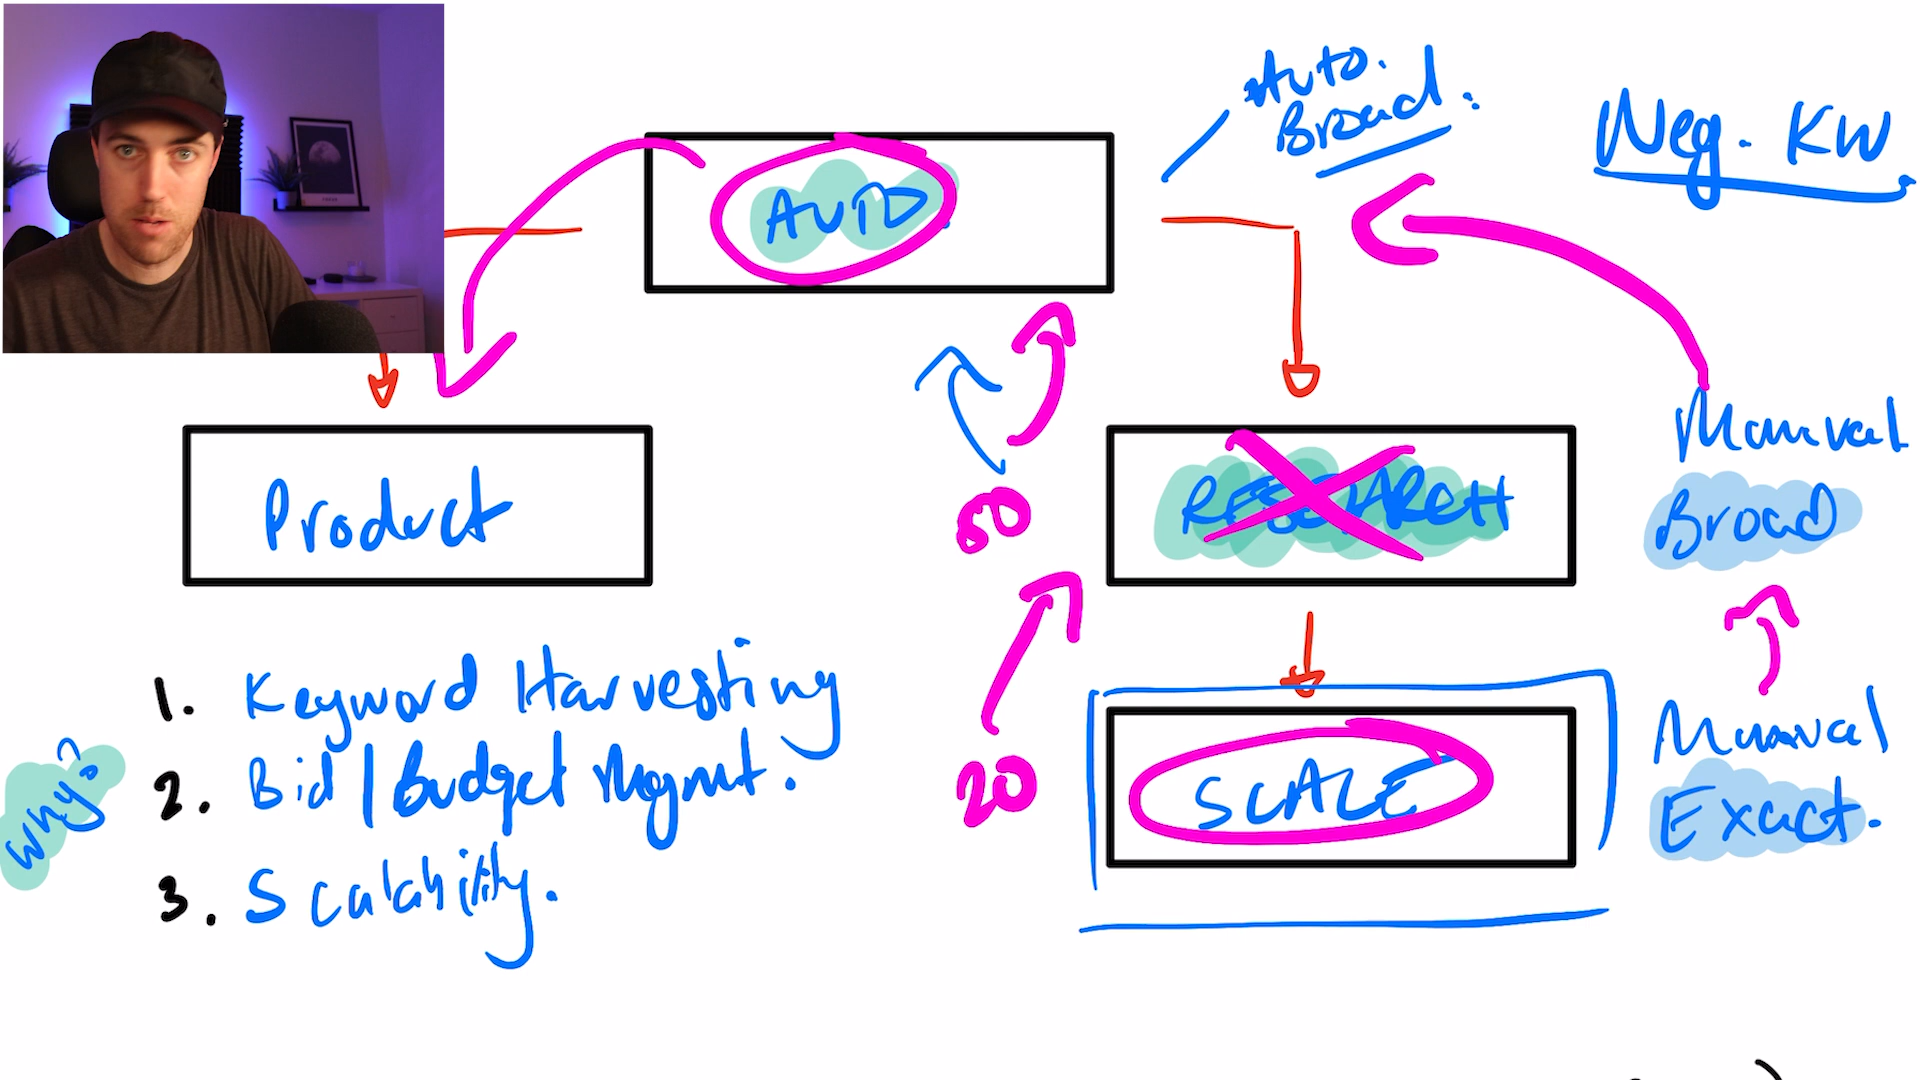 Auto.
Broad.
Neg. KW
AUTO.
Manual
Broad
Product
50
RESEARCH
1. Keyword Harvesting
2. Bid / Budget Mgmt.
3. Scalability.
Why?
20
SCALE
Manual
Exact.